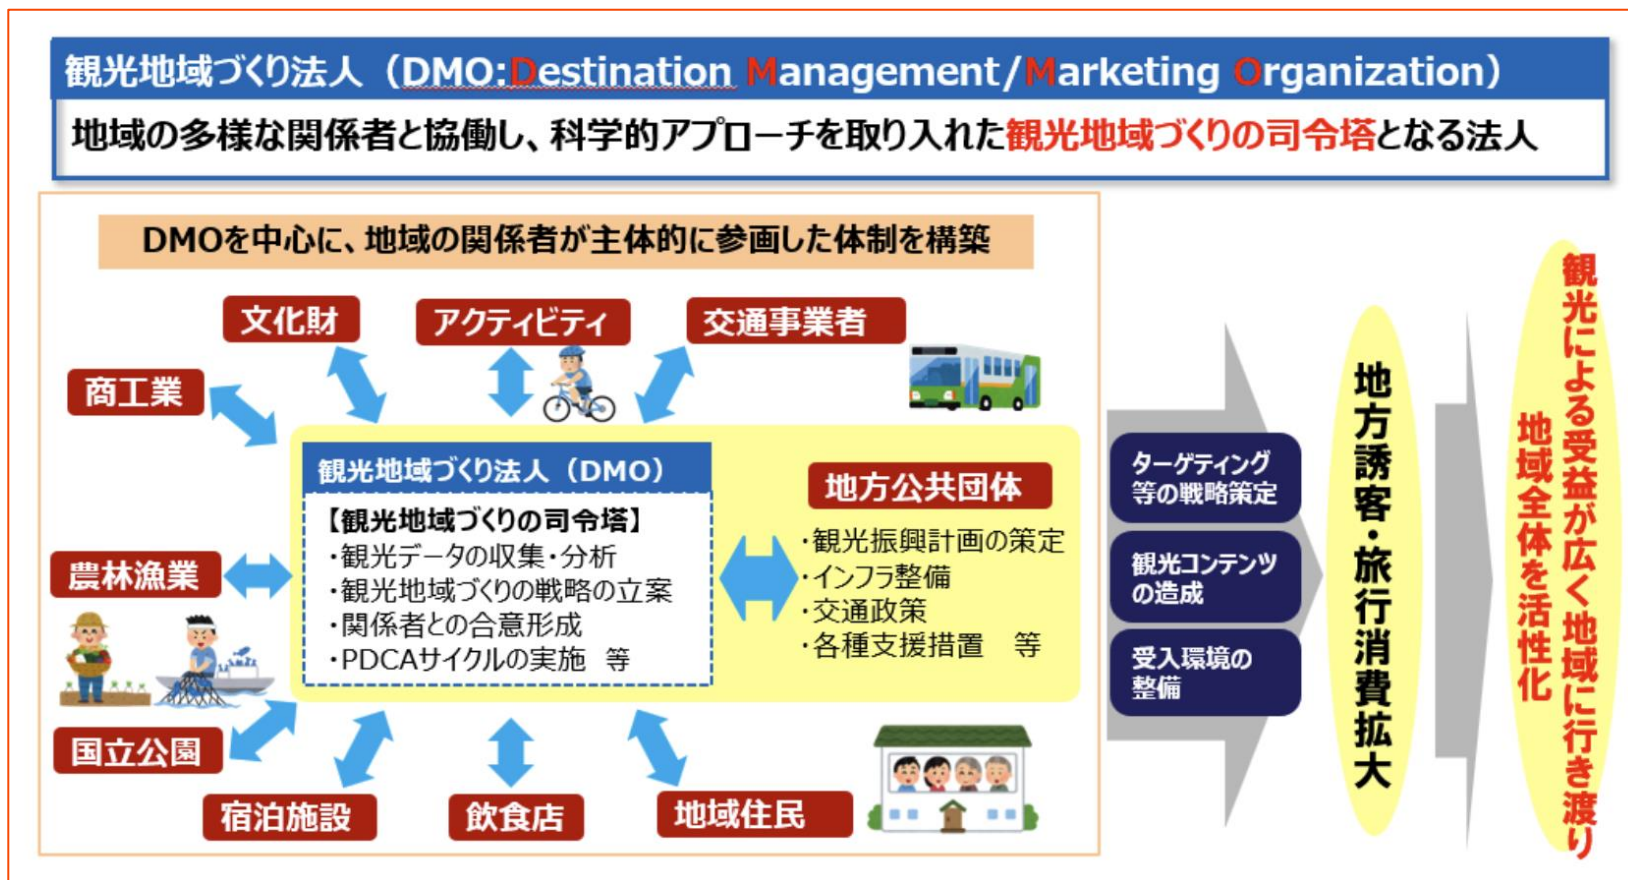 観光地域づくり法人（DMO:Destination Management/Marketing Organization）
地域の多様な関係者と協働し、科学的アプローチを取り入れた観光地域づくりの司令塔となる法人
DMOを中心に、地域の関係者が主体的に参画した体制を構築
文化財
アクティビティ
交通事業者
商工業
観光地域づくり法人（DMO）
【観光地域づくりの司令塔】
・観光データの収集・分析
・観光地域づくりの戦略の立案
・関係者との合意形成
・PDCAサイクルの実施　等
地方公共団体
・観光振興計画の策定
・インフラ整備
・交通政策
・各種支援措置　等
農林漁業
国立公園
宿泊施設
飲食店
地域住民
ターゲティング
等の戦略策定
観光コンテンツ
の造成
受入環境の
整備
地方誘客・旅行消費拡大
観光による受益が広く地域に行き渡り
地域全体を活性化